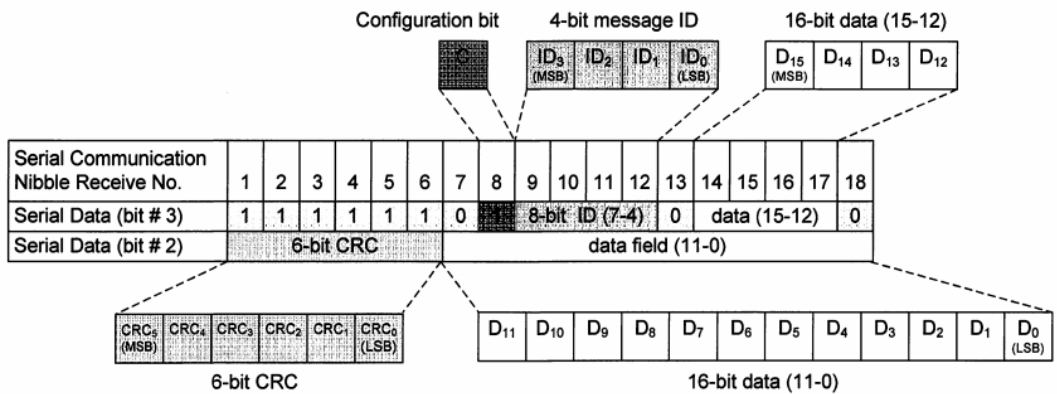 Configuration bit 4-bit message ID 16-bit data (15-12)
C ID₃ ID₂ ID₁ ID₀ D₁₅ D₁₄ D₁₃ D₁₂
(MSB) (LSB) (MSB)
Serial Communication
Nibble Receive No. 1 2 3 4 5 6 7 8 9 10 11 12 13 14 15 16 17 18
Serial Data (bit # 3) 1 1 1 1 1 1 0 1 8-bit ID (7-4) 0 data (15-12) 0
Serial Data (bit # 2) 6-bit CRC data field (11-0)
CRC₅ CRC₄ CRC₃ CRC₂ CRC₁ CRC₀ D₁₁ D₁₀ D₉ D₈ D₇ D₆ D₅ D₄ D₃ D₂ D₁ D₀
(MSB) (LSB) (LSB)
6-bit CRC 16-bit data (11-0)